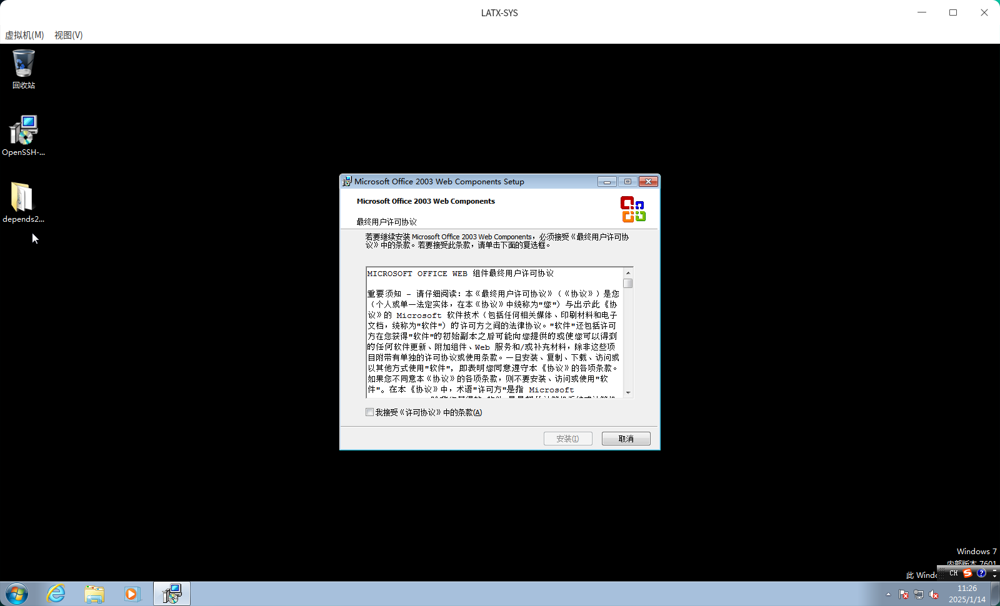 LATX-SYS
虚拟机(M) 视图(V)
回收站
OpenSSH-...
depends2...
Microsoft Office 2003 Web Components Setup
Microsoft Office 2003 Web Components
最终用户许可协议
若要继续安装 Microsoft Office 2003 Web Components，必须接受《最终用户许可协
议》中的条款。若要接受此条款，请单击下面的复选框。
MICROSOFT OFFICE WEB 组件最终用户许可协议
重要须知 - 请仔细阅读：本《最终用户许可协议》（《协议》）是您
（个人或单一法定实体，在本《协议》中统称为"您"）与出示此《协
议》的 Microsoft 软件技术（包括任何相关媒体、印刷材料和电子
文档，统称为"软件"）的许可方之间的法律协议。"软件"还包括许可
方在您获得"软件"的初始副本之后可能向您提供的或使您可以得到
的任何软件更新、附加组件、Web 服务和/或补充材料，除非这些项
目附带有单独的许可协议或使用条款。一旦安装、复制、下载、访问或
以其他方式使用"软件"，即表明您同意遵守本《协议》的各项条款。
如果您不同意本《协议》的各项条款，则不要安装、访问或使用"软
件"。在本《协议》中，术语"许可方"是指 Microsoft
我接受《许可协议》中的条款(A)
安装(I) 取消
Windows 7
内部版本 7601
此 Windo
CH
11:26
2025/1/14